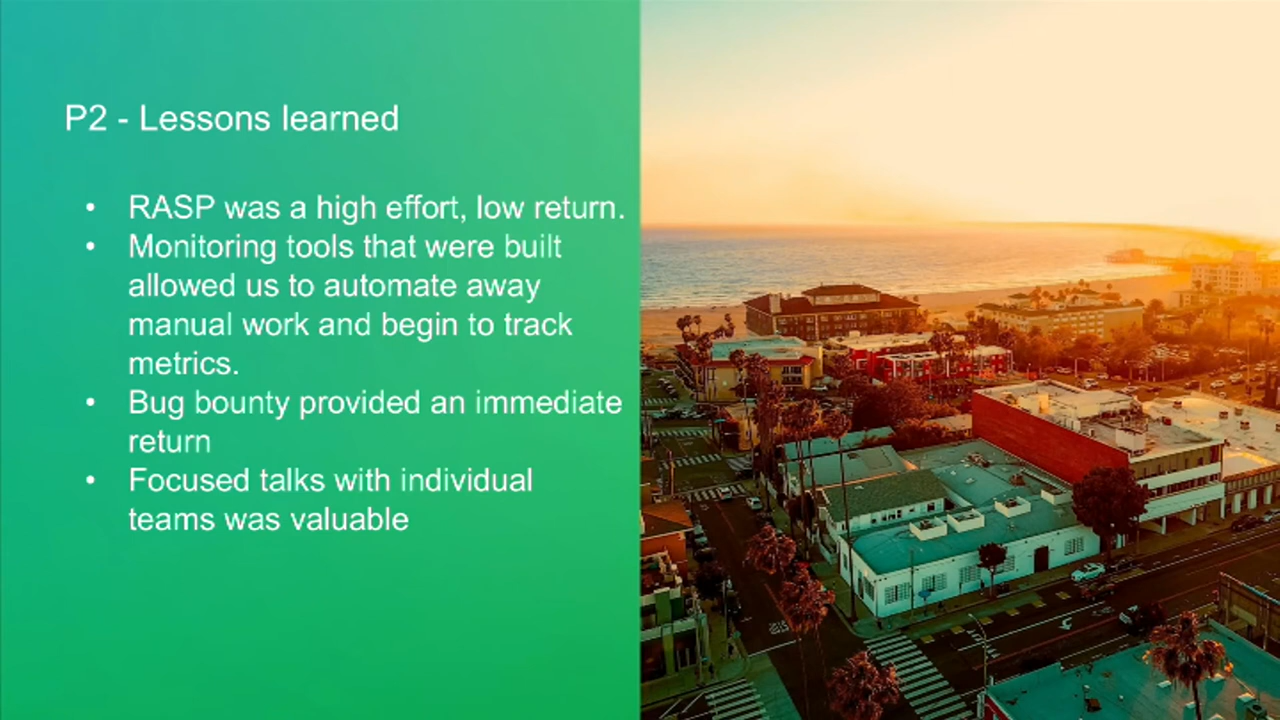 P2 - Lessons learned
• RASP was a high effort, low return.
• Monitoring tools that were built
allowed us to automate away
manual work and begin to track
metrics.
• Bug bounty provided an immediate
return
• Focused talks with individual
teams was valuable